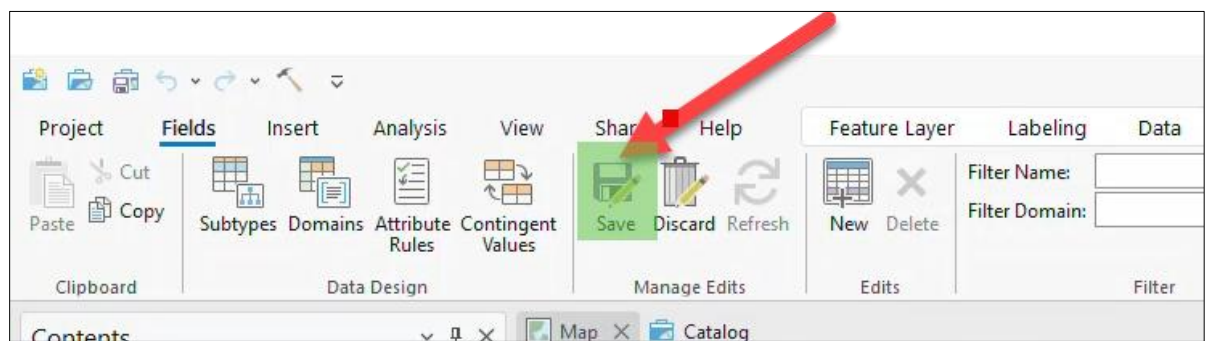 Project Fields Insert Analysis View Shar Help Feature Layer Labeling Data
Cut
Copy
Paste
Subtypes Domains Attribute Rules Contingent Values
Save Discard Refresh
New Delete
Filter Name:
Filter Domain:
Clipboard Data Design Manage Edits Edits Filter
Contents Map Catalog